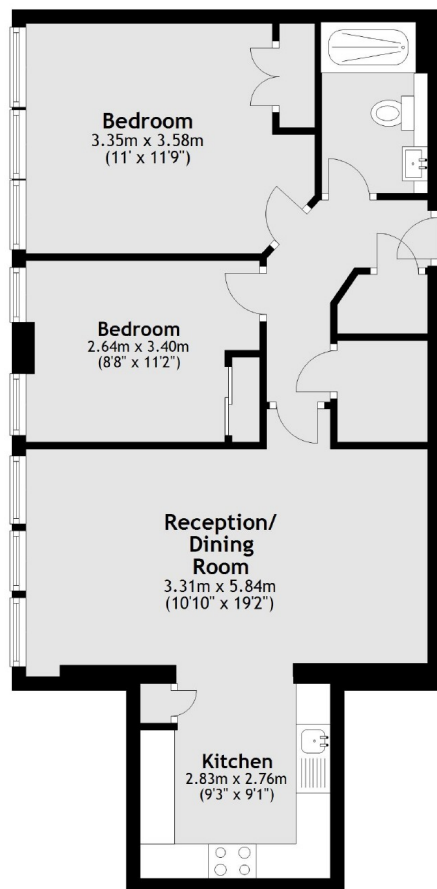 Bedroom
3.35m x 3.58m
(11' x 11'9")
Bedroom
2.64m x 3.40m
(8'8" x 11'2")
Reception/
Dining
Room
3.31m x 5.84m
(10'10" x 19'2")
Kitchen
2.83m x 2.76m
(9'3" x 9'1")